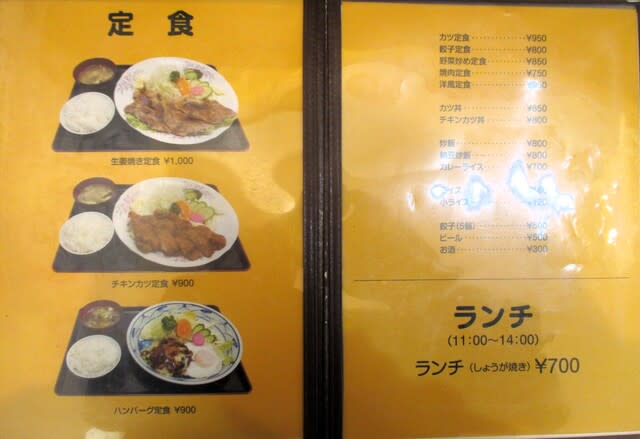 定食
生姜焼き定食 ¥1,000
チキンカツ定食 ¥900
ハンバーグ定食 ¥900
カツ定食 ¥950
餃子定食 ¥800
野菜炒め定食 ¥850
焼肉定食 ¥750
洋風定食
カツ丼 ¥850
チキンカツ丼 ¥800
炒飯 ¥800
納豆炒飯 ¥800
カレーライス ¥700
小ライス
餃子(5個)
ビール ¥500
お酒 ¥300
ランチ
(11:00〜14:00)
ランチ(しょうが焼き) ¥700